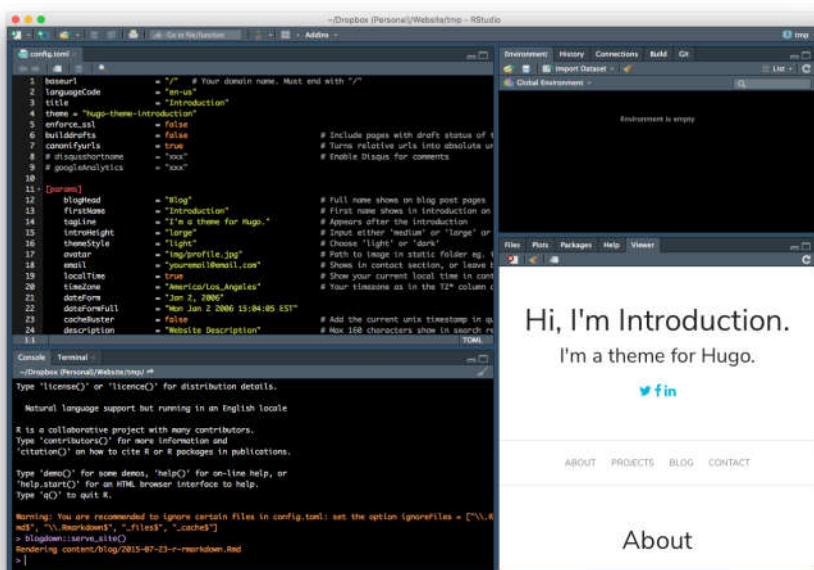 ~/Dropbox (Personal)/Website/tmp - RStudio
Go to file/function
Addins
tmp
config.toml
1 baseurl = "/" # Your domain name. Must end with "/"
2 languageCode = "en-us"
3 title = "Introduction"
4 theme = "hugo-theme-introduction"
5 enforce_ssl = false
6 builddrafts = false # Include pages with draft status of t
7 canonifyurls = true # Turns relative urls into absolute ur
8 # disqusshortname = "xxx" # Enable Disqus for comments
9 # googleAnalytics = "xxx"
10
11 [params]
12 blogHead = "Blog" # Full name shows on blog post pages
13 firstName = "Introduction" # First name shows in introduction on
14 tagLine = "I'm a theme for Hugo." # Appears after the introduction
15 introHeight = "large" # Input either 'medium' or 'large' or
16 themeStyle = "light" # Choose 'light' or 'dark'
17 avatar = "img/profile.jpg" # Path to image in static folder eg. i
18 email = "youremail@email.com" # Shows in contact section, or leave b
19 localTime = true # Show your current local time in cont
20 timeZone = "America/Los_Angeles" # Your timezone as in the TZ* column o
21 dateForm = "Jan 2, 2006"
22 dateFormFull = "Mon Jan 2 2006 15:04:05 EST"
23 cacheBuster = false # Add the current unix timestamp in qu
24 description = "Website Description" # Max 160 characters show in search re
1:1 TOML
Console Terminal
~/Dropbox (Personal)/Website/tmp/
Type 'license()' or 'licence()' for distribution details.
Natural language support but running in an English locale
R is a collaborative project with many contributors.
Type 'contributors()' for more information and
'citation()' on how to cite R or R packages in publications.
Type 'demo()' for some demos, 'help()' for on-line help, or
'help.start()' for an HTML browser interface to help.
Type 'q()' to quit R.
Warning: You are recommended to ignore certain files in config.toml: set the option ignoreFiles = ["\\.R
md$", "\\.Rmarkdown$", "_files$", "_cache$"]
> blogdown::serve_site()
Rendering content/blog/2015-07-23-r-rmarkdown.Rmd
>
Environment History Connections Build Git
Import Dataset List
Global Environment
Environment is empty
Files Plots Packages Help Viewer
Hi, I'm Introduction.
I'm a theme for Hugo.
ABOUT PROJECTS BLOG CONTACT
About